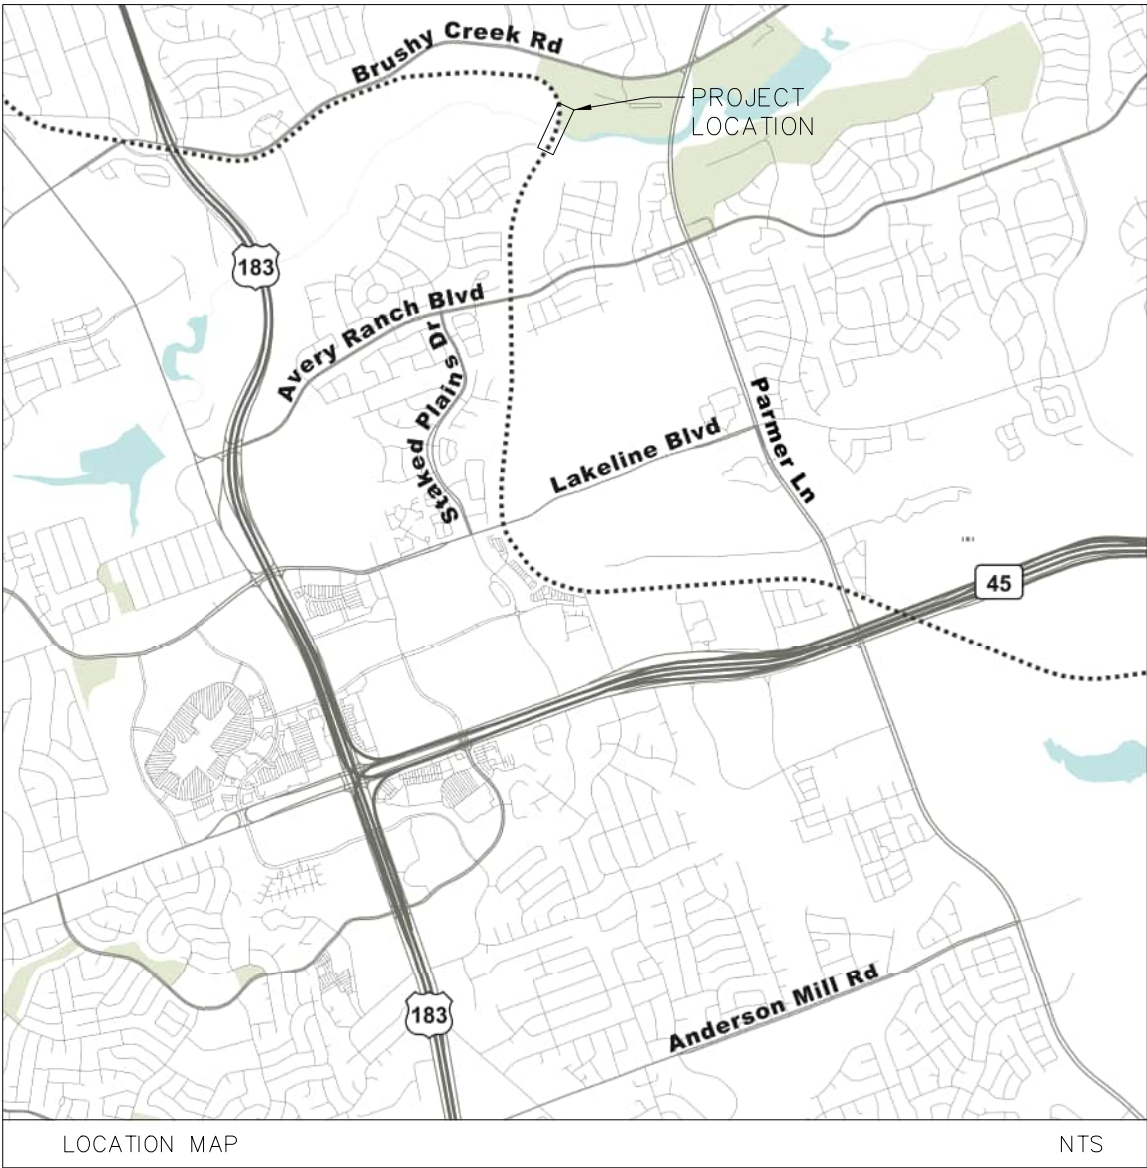 Brushy Creek Rd
PROJECT
LOCATION
183
Avery Ranch Blvd
Staked Plains Dr
Parmer Ln
Lakeline Blvd
45
Anderson Mill Rd
183
LOCATION MAP
NTS